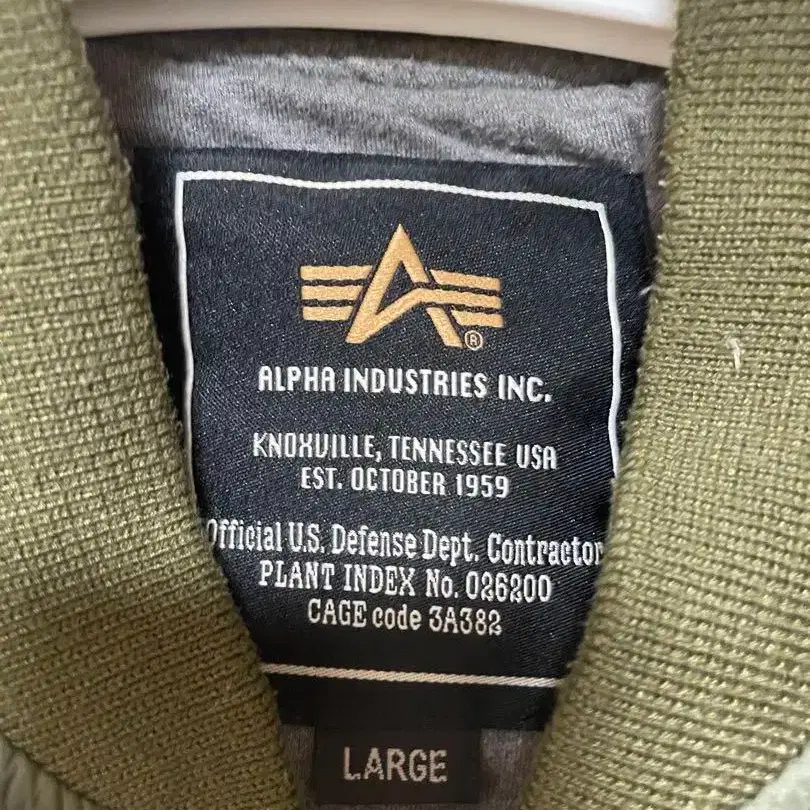 ®
ALPHA INDUSTRIES INC.
KNOXVILLE, TENNESSEE USA
EST. OCTOBER 1959
Official U.S. Defense Dept. Contractor
PLANT INDEX No. 026200
CAGE code 3A382
LARGE